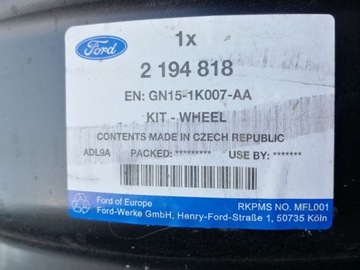 Ford
1x
2 194 818
EN: GN15-1K007-AA
KIT - WHEEL
CONTENTS MADE IN CZECH REPUBLIC
ADL9A PACKED: ********* USE BY: *******
Ford of Europe
RKPMS NO. MFL001
Ford-Werke GmbH, Henry-Ford-Straße 1, 50735 Köln